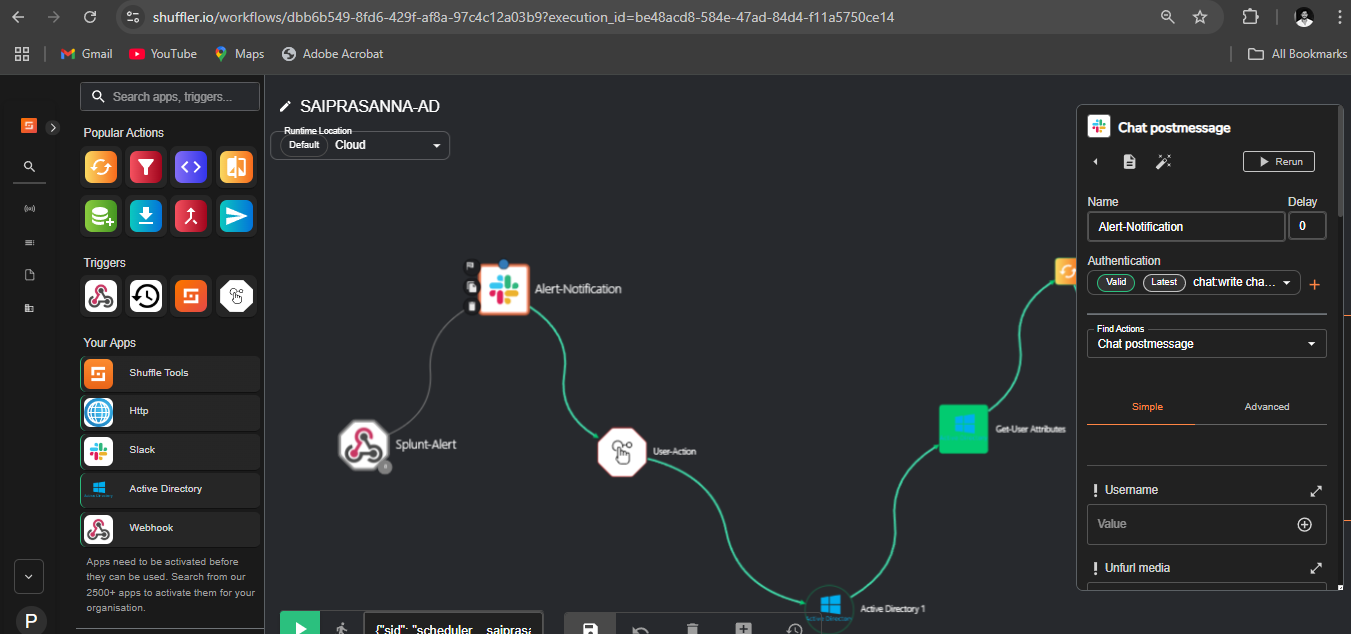 shuffler.io/workflows/dbb6b549-8fd6-429f-af8a-97c4c12a03b9?execution_id=be48acd8-584e-47ad-84d4-f11a5750ce14
Gmail
YouTube
Maps
Adobe Acrobat
All Bookmarks
Search apps, triggers...
SAIPRASANNA-AD
Runtime Location
Default
Cloud
Popular Actions
Triggers
Your Apps
Shuffle Tools
Http
Slack
Active Directory
Webhook
Apps need to be activated before
they can be used. Search from our
2500+ apps to activate them for your
organisation.
P
Alert-Notification
Splunt-Alert
User-Action
Get-User Attributes
Active Directory 1
{"sid": "scheduler__saiprasa
Chat postmessage
Rerun
Name
Delay
Alert-Notification
0
Authentication
Valid
Latest
chat:write cha...
Find Actions
Chat postmessage
Simple
Advanced
Username
Value
Unfurl media